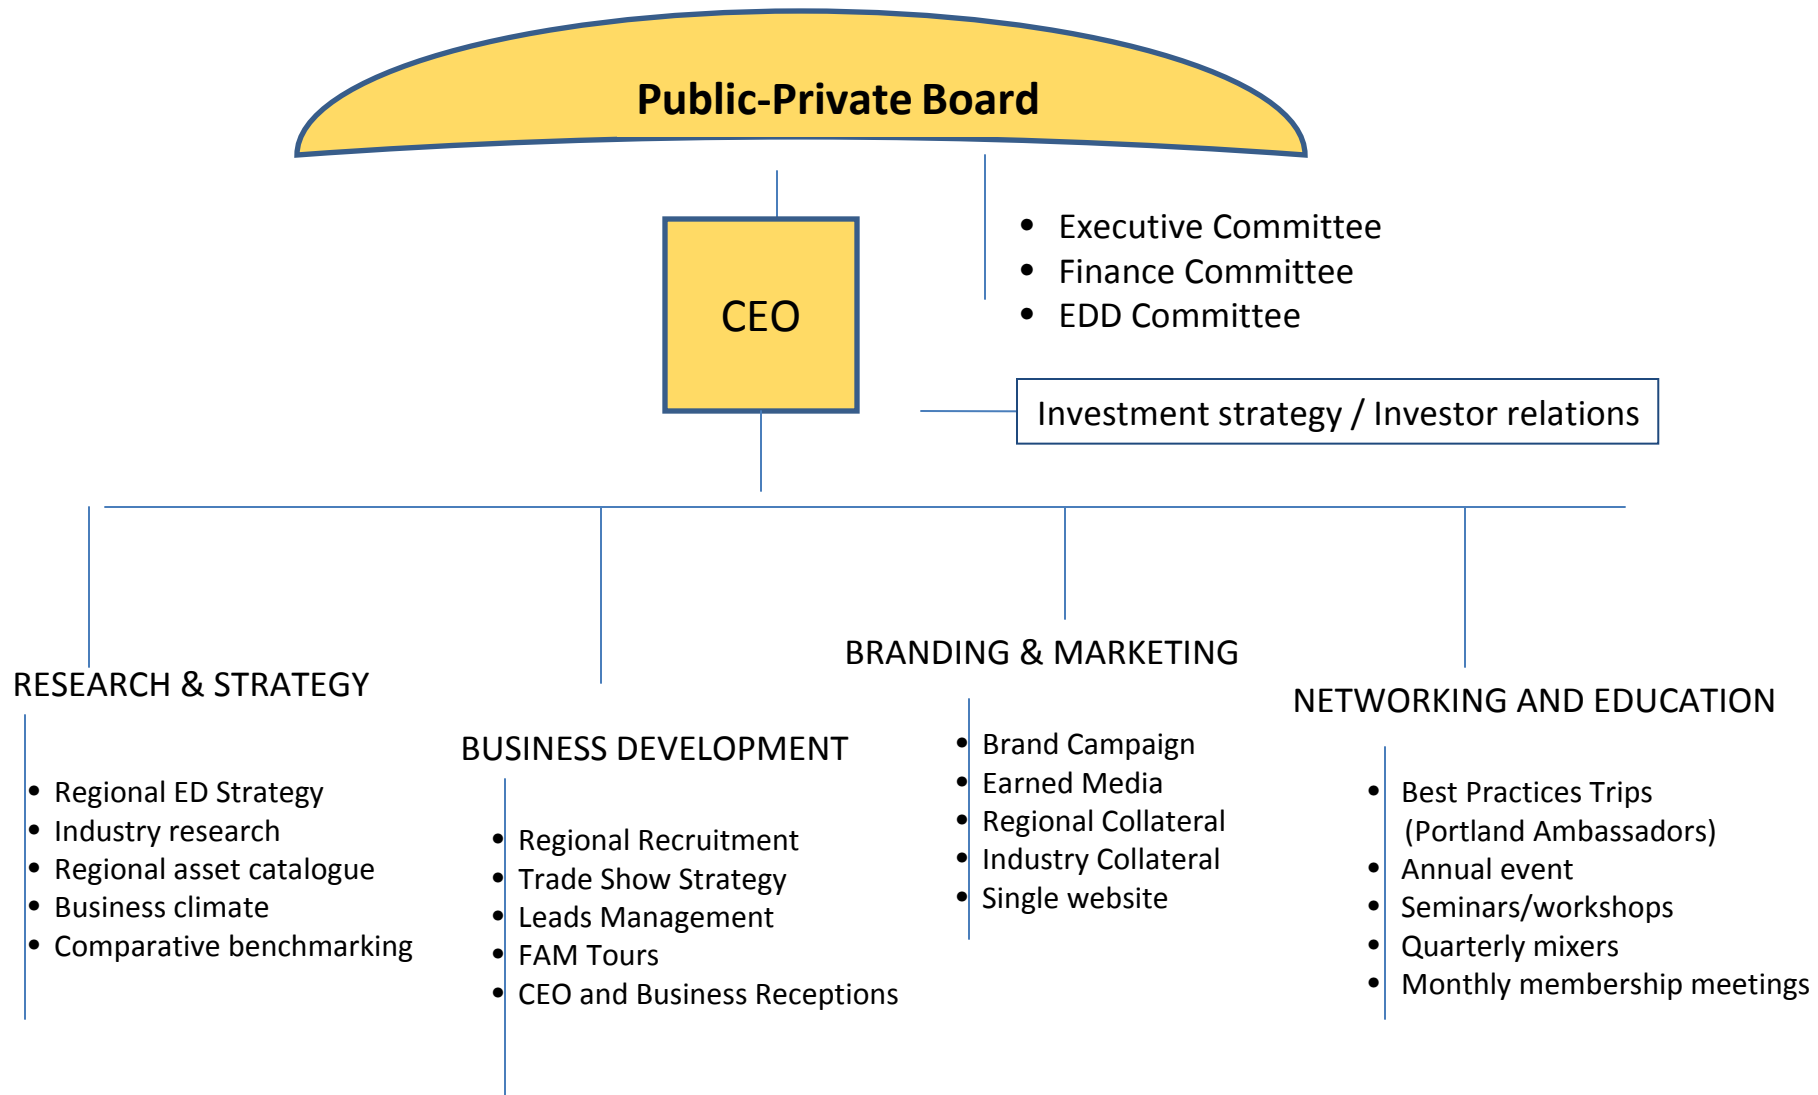 Public-Private Board
CEO
• Executive Committee
• Finance Committee
• EDD Committee
Investment strategy / Investor relations
RESEARCH & STRATEGY
• Regional ED Strategy
• Industry research
• Regional asset catalogue
• Business climate
• Comparative benchmarking
BUSINESS DEVELOPMENT
• Regional Recruitment
• Trade Show Strategy
• Leads Management
• FAM Tours
• CEO and Business Receptions
BRANDING & MARKETING
• Brand Campaign
• Earned Media
• Regional Collateral
• Industry Collateral
• Single website
NETWORKING AND EDUCATION
• Best Practices Trips
(Portland Ambassadors)
• Annual event
• Seminars/workshops
• Quarterly mixers
• Monthly membership meetings